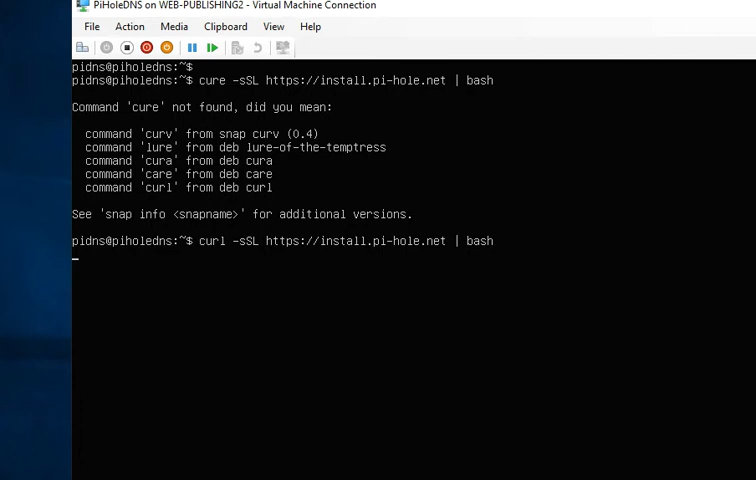 PiHoleDNS on WEB-PUBLISHING2 - Virtual Machine Connection
File Action Media Clipboard View Help
pidns@piholedns:~$
pidns@piholedns:~$ cure -sSL https://install.pi-hole.net | bash
Command 'cure' not found, did you mean:
command 'curv' from snap curv (0.4)
command 'lure' from deb lure-of-the-temptress
command 'cura' from deb cura
command 'care' from deb care
command 'curl' from deb curl
See 'snap info <snapname>' for additional versions.
pidns@piholedns:~$ curl -sSL https://install.pi-hole.net | bash